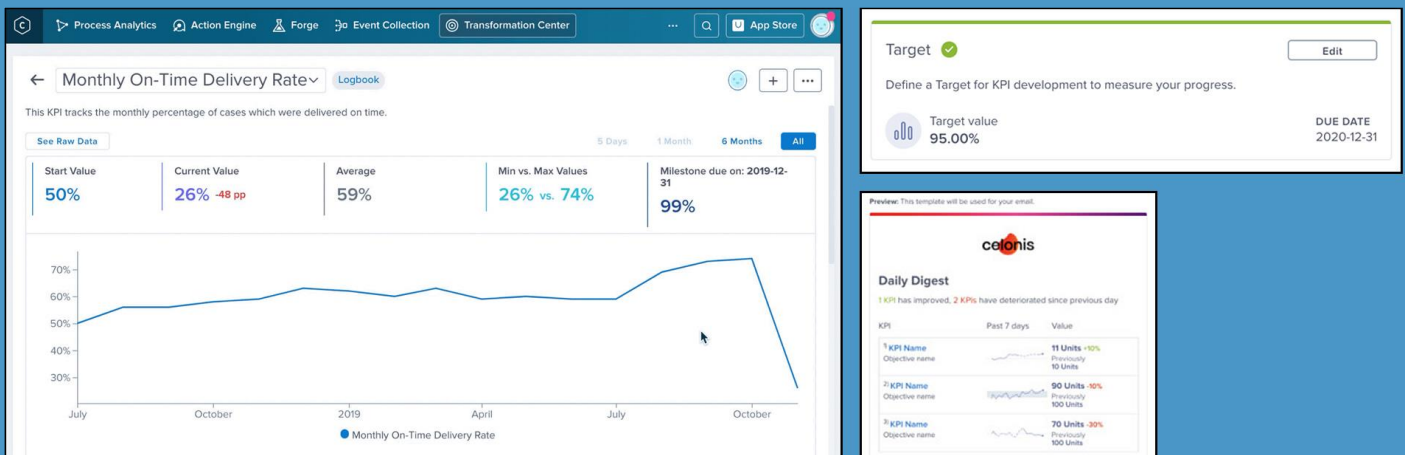 Process Analytics Action Engine Forge Event Collection Transformation Center ... App Store
Monthly On-Time Delivery Rate Logbook
This KPI tracks the monthly percentage of cases which were delivered on time.
See Raw Data 5 Days 1 Month 6 Months All
Start Value
50%
Current Value
26% -48 pp
Average
59%
Min vs. Max Values
26% vs. 74%
Milestone due on: 2019-12-
31
99%
70%
60%
50%
40%
30%
July October 2019 April July October
Monthly On-Time Delivery Rate
Target Edit
Define a Target for KPI development to measure your progress.
Target value
95.00%
DUE DATE
2020-12-31
Preview: This template will be used for your email.
celonis
Daily Digest
1 KPI has improved, 2 KPIs have deteriorated since previous day
KPI Past 7 days Value
1) KPI Name 11 Units +10%
Objective name Previously
10 Units
2) KPI Name 90 Units -10%
Objective name Previously
100 Units
3) KPI Name 70 Units -30%
Objective name Previously
100 Units